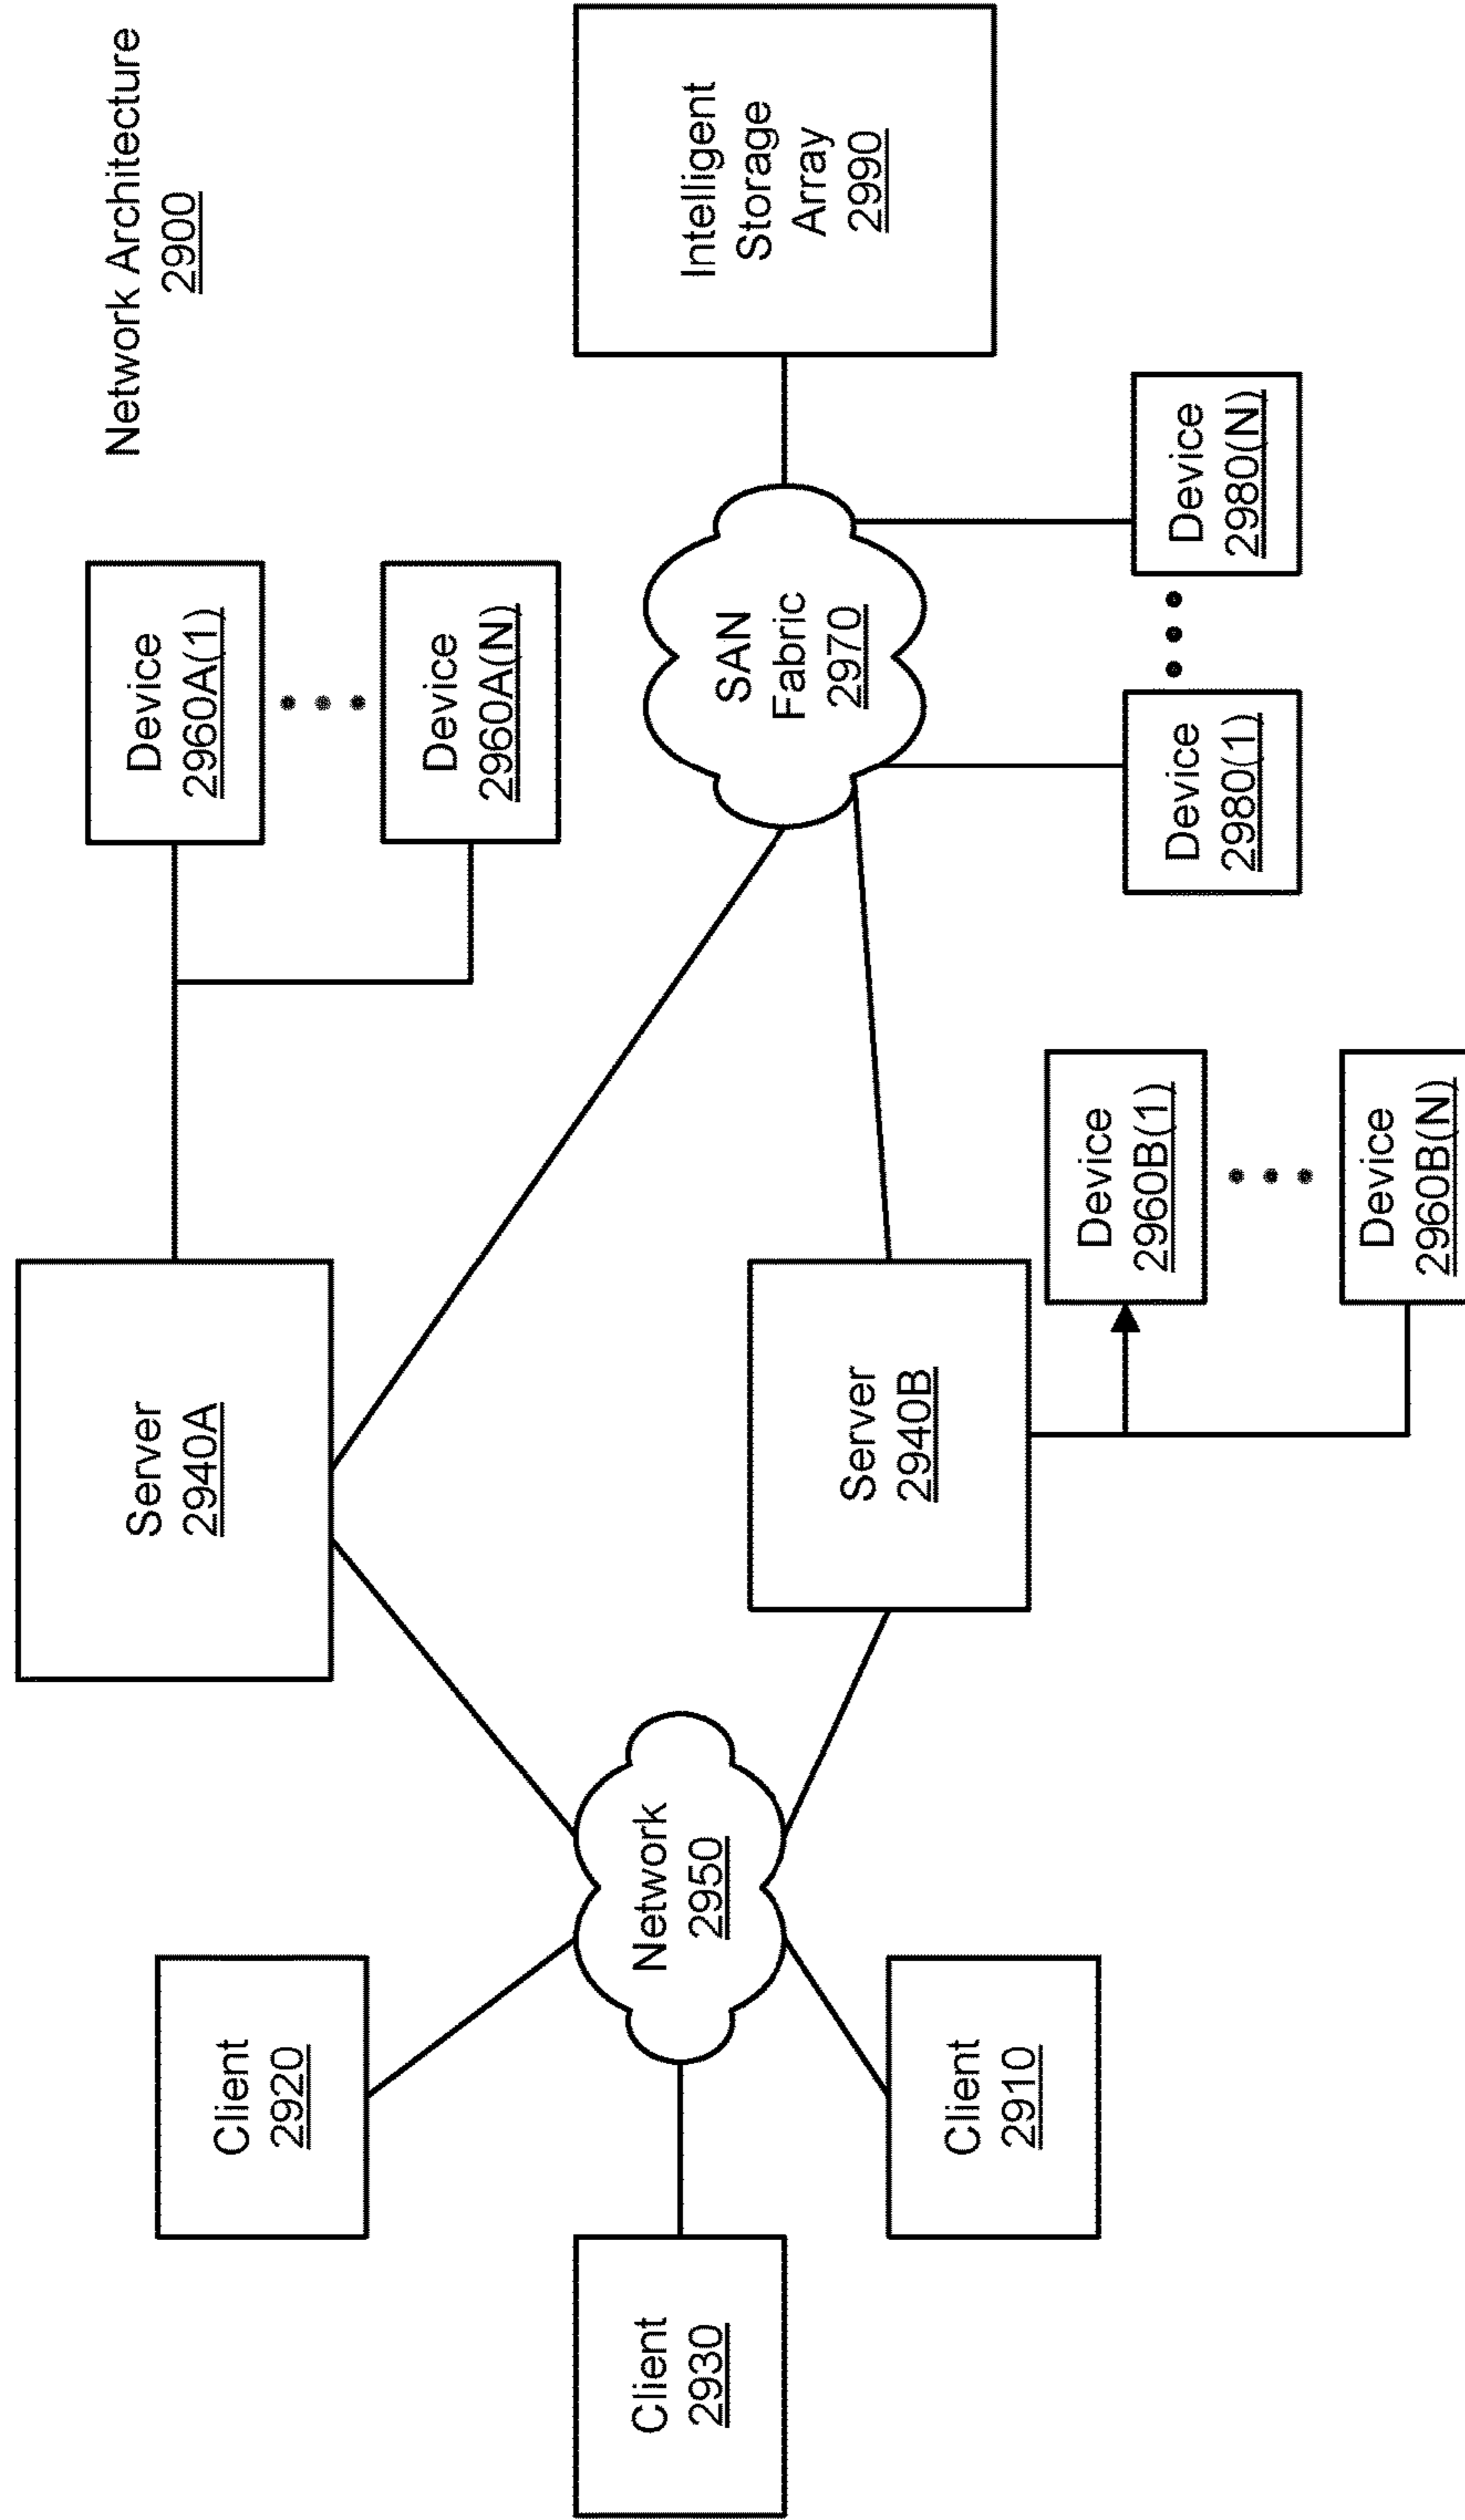 Network Architecture
2900
Device
2960A(1)
Device
2960A(N)
Server
2940A
Client
2920
Intelligent
Storage
Array
2990
SAN
Fabric
2970
Network
2950
Client
2930
Server
2940B
Client
2910
Device
2980(N)
Device
2980(1)
Device
2960B(1)
Device
2960B(N)